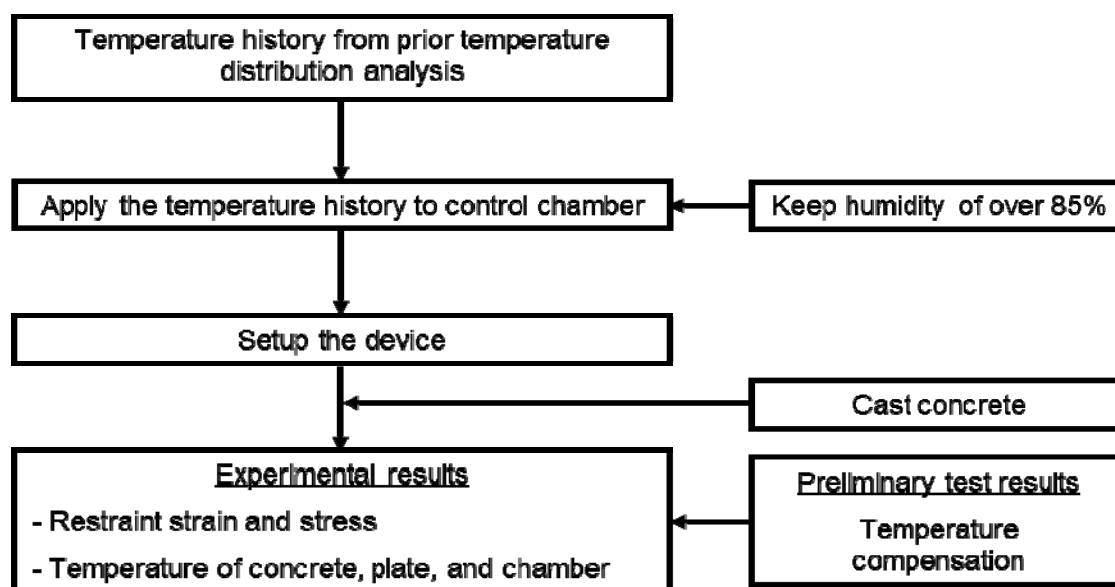 Temperature history from prior temperature
distribution analysis
Apply the temperature history to control chamber
Keep humidity of over 85%
Setup the device
Cast concrete
Experimental results
- Restraint strain and stress
- Temperature of concrete, plate, and chamber
Preliminary test results
Temperature
compensation